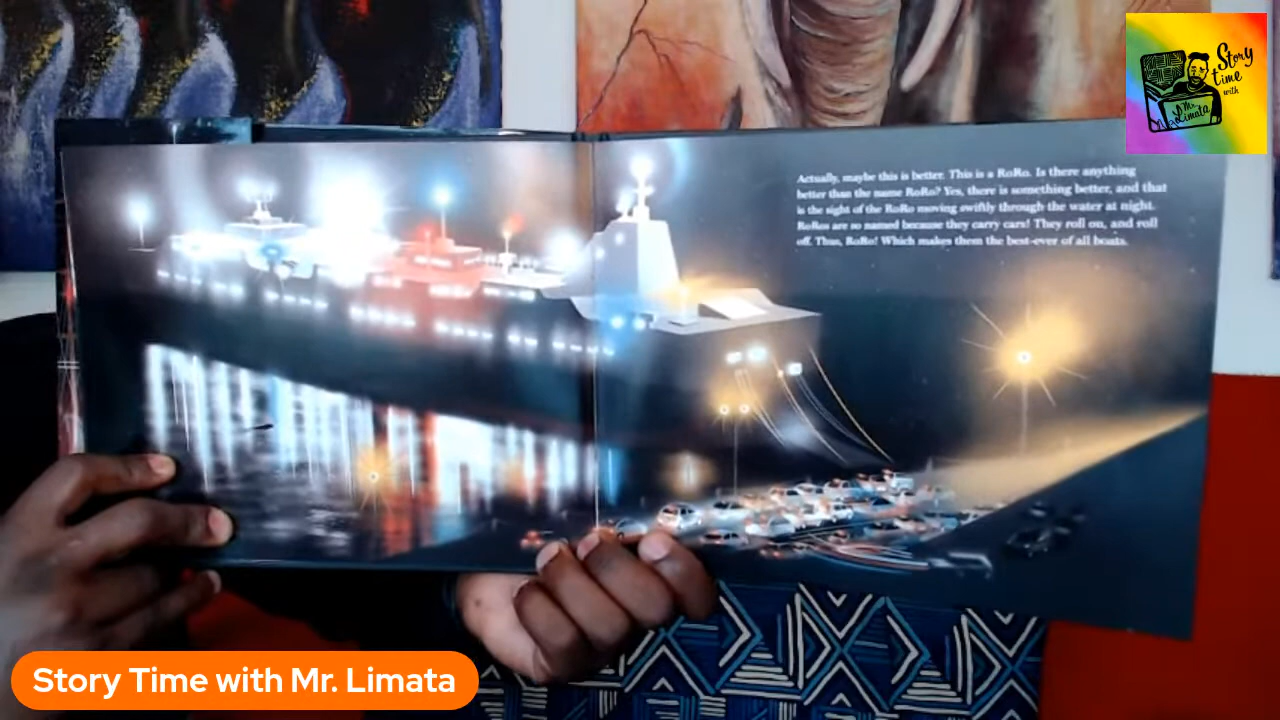 Story
time
with
Mr.
Limata
Actually, maybe this is better. This is a RoRo. Is there anything
better than the name RoRo? Yes, there is something better, and that
is the sight of the RoRo moving swiftly through the water at night.
RoRos are so named because they carry cars! They roll on, and roll
off. Thus, RoRo! Which makes them the best-ever of all boats.
Story Time with Mr. Limata